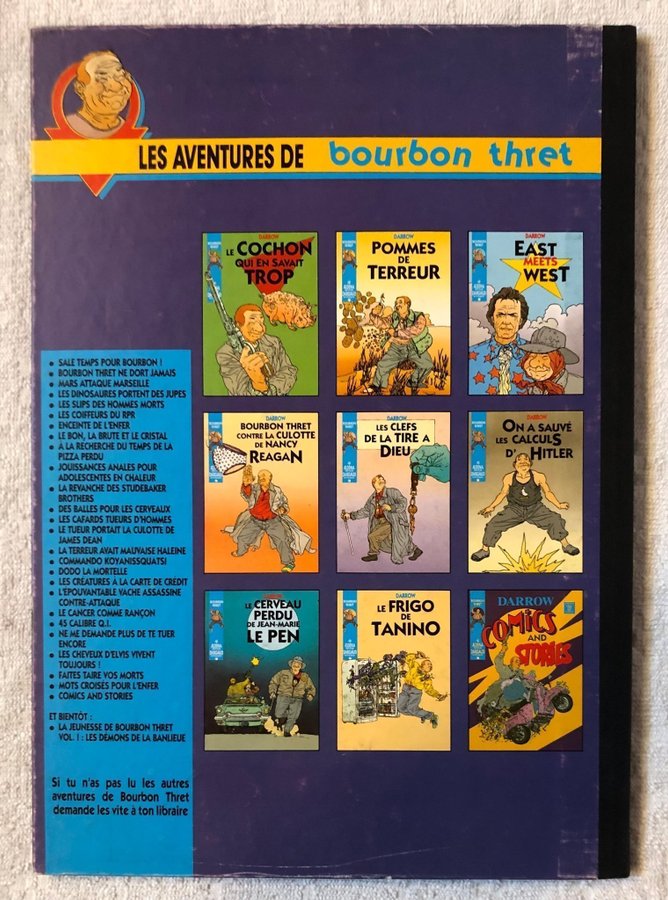 LES AVENTURES DE bourbon thret
DARROW
LE COCHON
QUI EN SAVAIT
TROP
DARROW
POMMES
DE
TERREUR
DARROW
EAST
MEETS
WEST
DARROW
BOURBON THRET
CONTRE LA CULOTTE
DE NANCY
REAGAN
DARROW
LES CLEFS
DE LA TIRE A
DIEU
DARROW
ON A SAUVÉ
LES CALCULS
D'HITLER
DARROW
LE CERVEAU
PERDU
DE JEAN-MARIE
LE PEN
DARROW
LE FRIGO
DE
TANINO
DARROW
COMICS
AND
STORIES
• SALE TEMPS POUR BOURBON !
• BOURBON THRET NE DORT JAMAIS
• MARS ATTAQUE MARSEILLE
• LES DINOSAURES PORTENT DES JUPES
• LES SLIPS DES HOMMES MORTS
• LES COIFFEURS DU RPR
• ENCEINTE DE L'ENFER
• LE BON, LA BRUTE ET LE CRISTAL
• A LA RECHERCHE DU TEMPS DE LA
PIZZA PERDU
• JOUISSANCES ANALES POUR
ADOLESCENTES EN CHALEUR
• LA REVANCHE DES STUDEBAKER
BROTHERS
• DES BALLES POUR LES CERVEAUX
• LES CAFARDS TUEURS D'HOMMES
• LE TUEUR PORTAIT LA CULOTTE DE
JAMES DEAN
• LA TERREUR AVAIT MAUVAISE HALEINE
• COMMANDO KOYANISSQUATSI
• DODO LA MORTELLE
• LES CREATURES A LA CARTE DE CREDIT
• L'EPOUVANTABLE VACHE ASSASSINE
CONTRE-ATTAQUE
• LE CANCER COMME RANÇON
• 45 CALIBRE Q.I.
• NE ME DEMANDE PLUS DE TE TUER
ENCORE
• LES CHEVEUX D'ELVIS VIVENT
TOUJOURS !
• FAITES TAIRE VOS MORTS
• MOTS CROISÉS POUR L'ENFER
• COMICS AND STORIES
ET BIENTÔT :
• LA JEUNESSE DE BOURBON THRET
VOL. I : LES DEMONS DE LA BANLIEUE
Si tu n'as pas lu les autres
aventures de Bourbon Thret
demande les vite à ton libraire